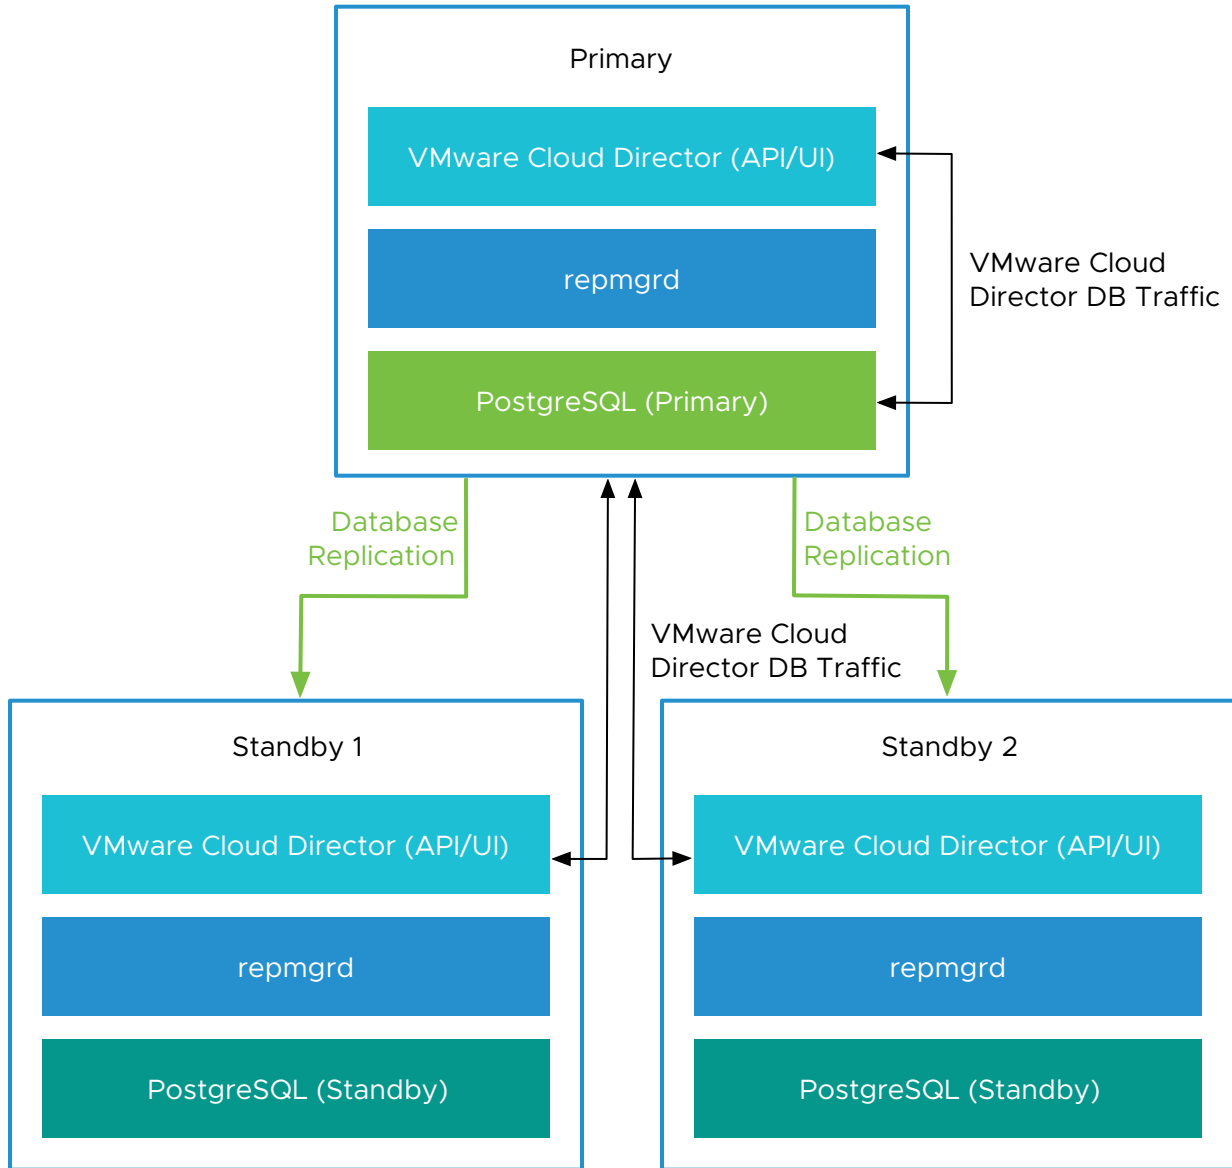 Primary
VMware Cloud Director (API/UI)
repmgrd
PostgreSQL (Primary)
VMware Cloud
Director DB Traffic
Database
Replication
Database
Replication
VMware Cloud
Director DB Traffic
Standby 1
VMware Cloud Director (API/UI)
repmgrd
PostgreSQL (Standby)
Standby 2
VMware Cloud Director (API/UI)
repmgrd
PostgreSQL (Standby)